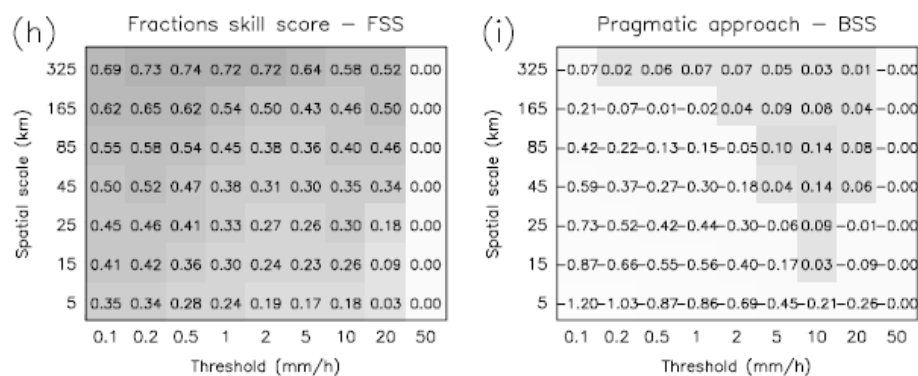 (h) Fractions skill score – FSS
Spatial scale (km)
325 0.69 0.73 0.74 0.72 0.72 0.64 0.58 0.52 0.00
165 0.62 0.65 0.62 0.54 0.50 0.43 0.46 0.50 0.00
85 0.55 0.58 0.54 0.45 0.38 0.36 0.40 0.46 0.00
45 0.50 0.52 0.47 0.38 0.31 0.30 0.35 0.34 0.00
25 0.45 0.46 0.41 0.33 0.27 0.26 0.30 0.18 0.00
15 0.41 0.42 0.36 0.30 0.24 0.23 0.26 0.09 0.00
5 0.35 0.34 0.28 0.24 0.19 0.17 0.18 0.03 0.00
0.1 0.2 0.5 1 2 5 10 20 50
Threshold (mm/h)
(i) Pragmatic approach – BSS
Spatial scale (km)
325 –0.07 0.02 0.06 0.07 0.07 0.05 0.03 0.01 –0.00
165 –0.21 –0.07 –0.01 –0.02 0.04 0.09 0.08 0.04 –0.00
85 –0.42 –0.22 –0.13 –0.15 –0.05 0.10 0.14 0.08 –0.00
45 –0.59 –0.37 –0.27 –0.30 –0.18 0.04 0.14 0.06 –0.00
25 –0.73 –0.52 –0.42 –0.44 –0.30 –0.06 0.09 –0.01 –0.00
15 –0.87 –0.66 –0.55 –0.56 –0.40 –0.17 0.03 –0.09 –0.00
5 –1.20 –1.03 –0.87 –0.86 –0.69 –0.45 –0.21 –0.26 –0.00
0.1 0.2 0.5 1 2 5 10 20 50
Threshold (mm/h)